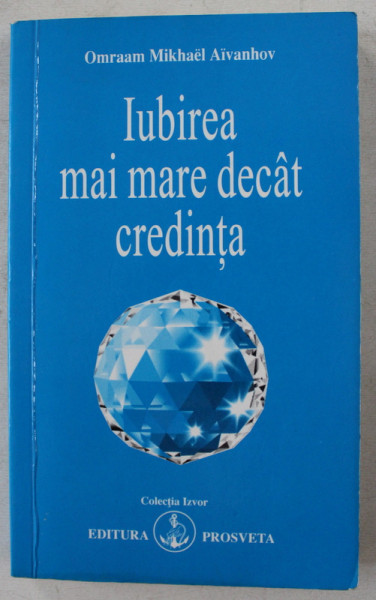 Omraam Mikhaël Aïvanhov
Iubirea
mai mare decât
credința
Colecția Izvor
EDITURA PROSVETA